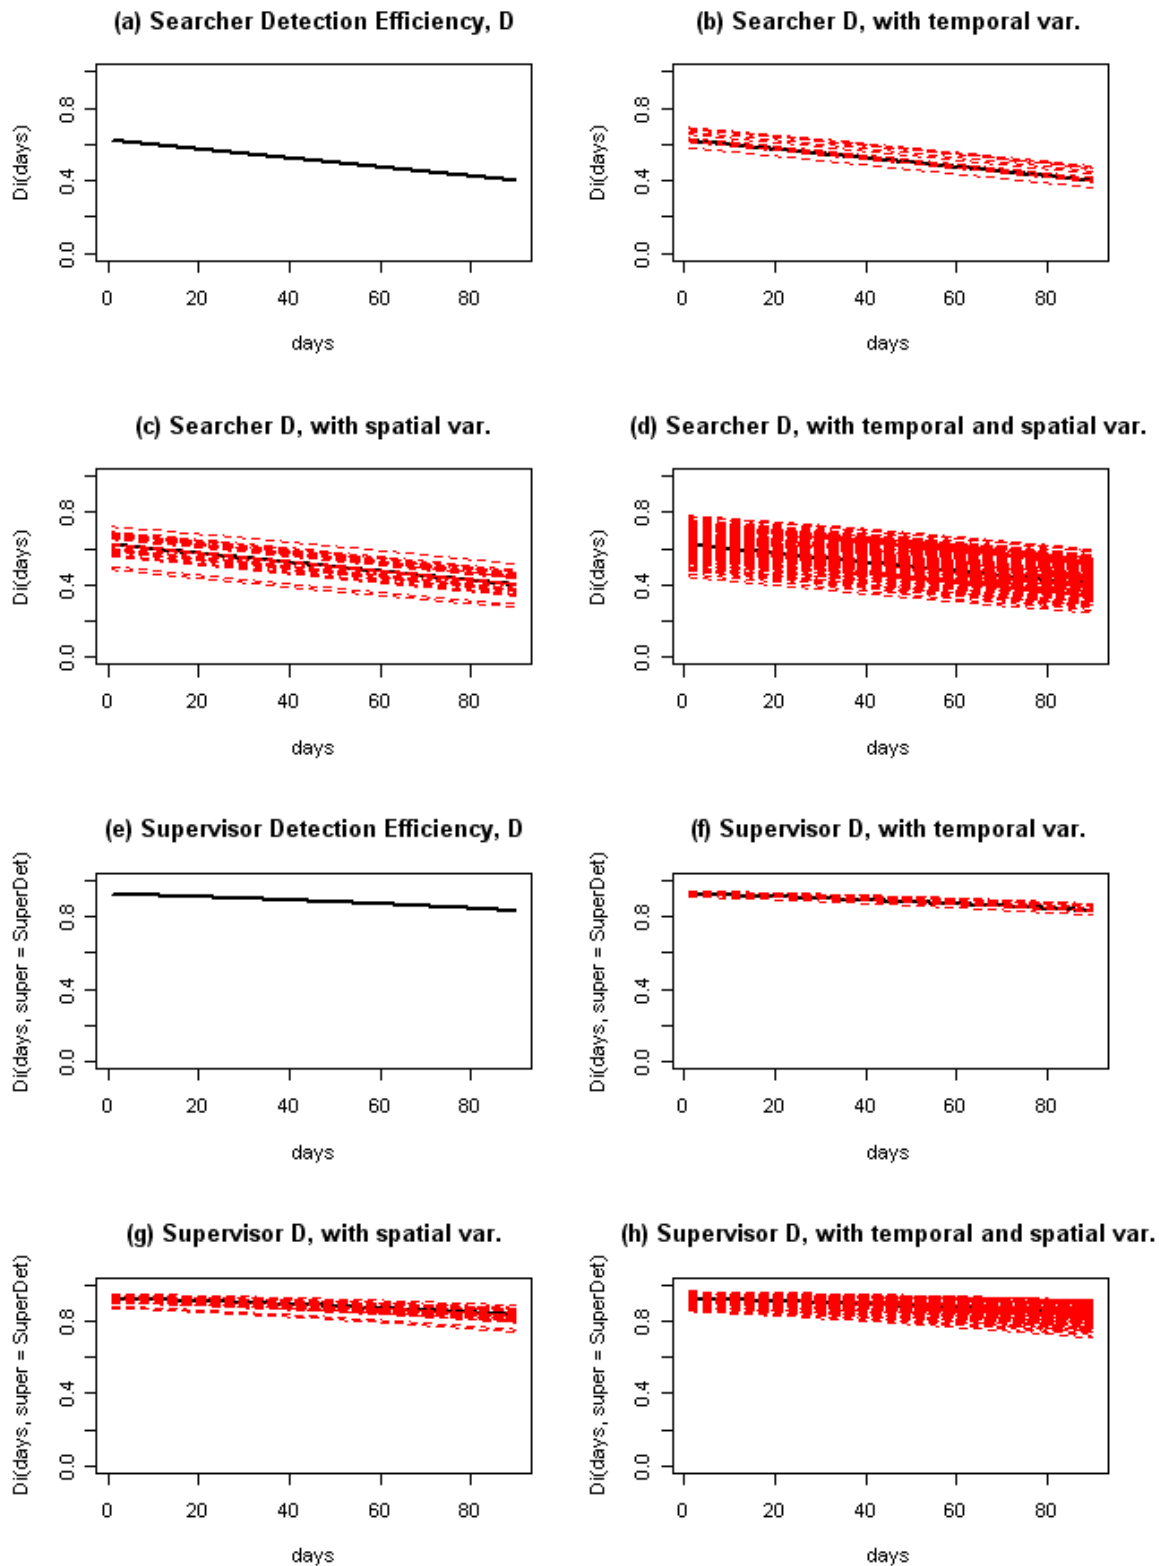 (a) Searcher Detection Efficiency, D
Di(days)
0.0 0.4 0.8
0 20 40 60 80
days
(b) Searcher D, with temporal var.
Di(days)
0.0 0.4 0.8
0 20 40 60 80
days
(c) Searcher D, with spatial var.
Di(days)
0.0 0.4 0.8
0 20 40 60 80
days
(d) Searcher D, with temporal and spatial var.
Di(days)
0.0 0.4 0.8
0 20 40 60 80
days
(e) Supervisor Detection Efficiency, D
Di(days, super = SuperDet)
0.0 0.4 0.8
0 20 40 60 80
days
(f) Supervisor D, with temporal var.
Di(days, super = SuperDet)
0.0 0.4 0.8
0 20 40 60 80
days
(g) Supervisor D, with spatial var.
Di(days, super = SuperDet)
0.0 0.4 0.8
0 20 40 60 80
days
(h) Supervisor D, with temporal and spatial var.
Di(days, super = SuperDet)
0.0 0.4 0.8
0 20 40 60 80
days